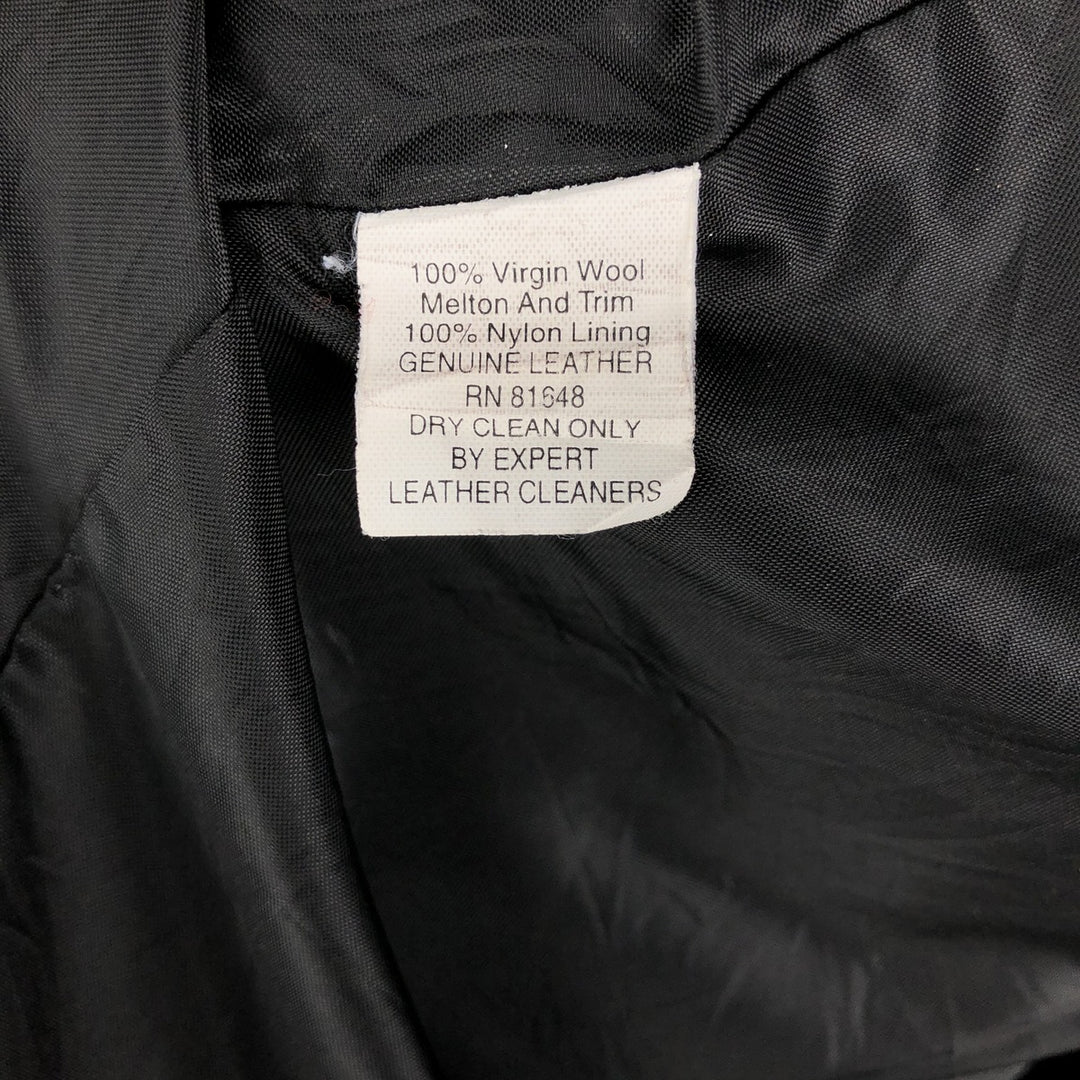 100% Virgin Wool
Melton And Trim
100% Nylon Lining
GENUINE LEATHER
RN 81648
DRY CLEAN ONLY
BY EXPERT
LEATHER CLEANERS